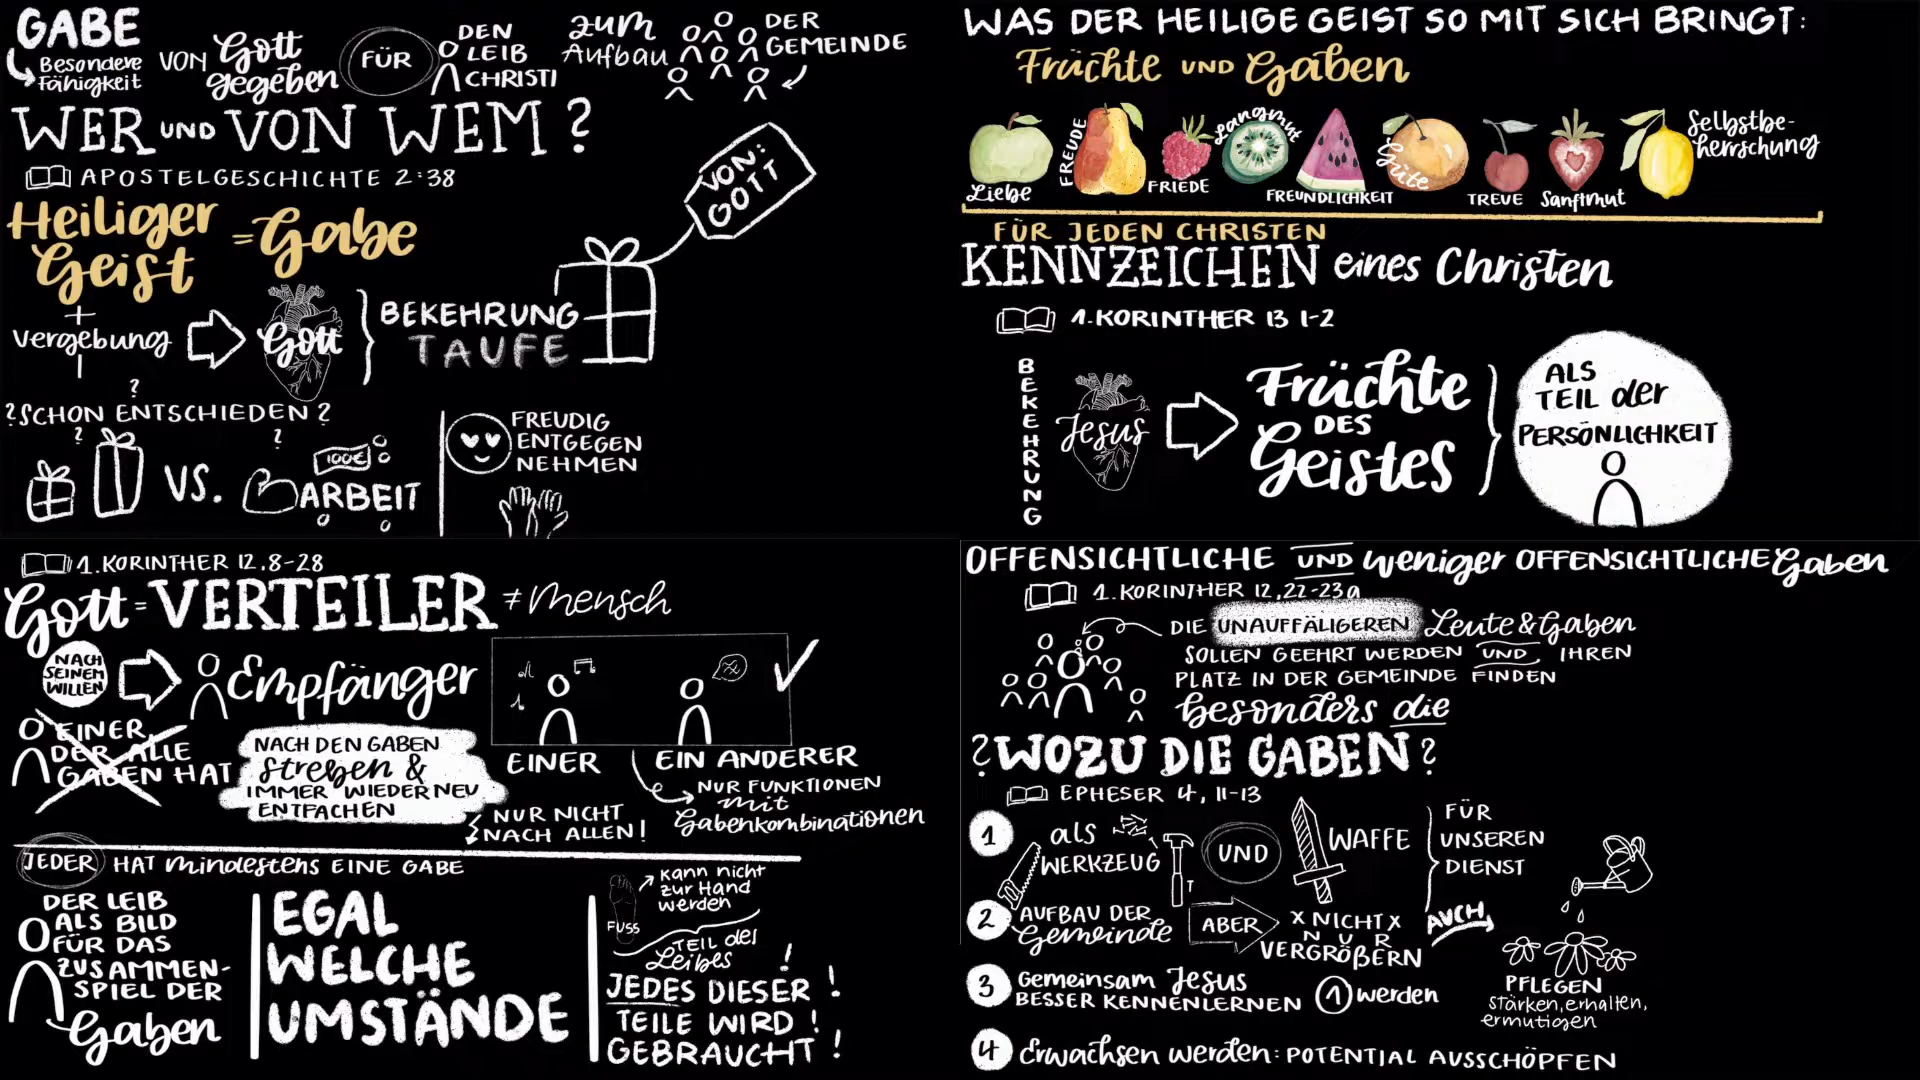 GABE
Besondere
Fähigkeit
VON
Gott
gegeben
FÜR
DEN
LEIB
CHRISTI
zum
Aufbau
DER
GEMEINDE
WER UND VON WEM ?
APOSTELGESCHICHTE 2:38
VON:
GOTT
Heiliger
Geist
= Gabe
+
Vergebung
Gott
BEKEHRUNG
TAUFE
?
? SCHON ENTSCHIEDEN ?
? ?
VS.
100€
ARBEIT
FREUDIG
ENTGEGEN
NEHMEN
WAS DER HEILIGE GEIST SO MIT SICH BRINGT:
Früchte UND Gaben
Liebe
FREUDE
FRIEDE
Langmut
FREUNDLICHKEIT
Güte
TREUE
Sanftmut
Selbstbe-
herrschung
FÜR JEDEN CHRISTEN
KENNZEICHEN eines Christen
1. KORINTHER 13 1-2
BEKEHRUNG
Jesus
Früchte
DES
Geistes
ALS
TEIL der
PERSÖNLICHKEIT
1. KORINTHER 12,8-28
Gott = VERTEILER ≠ Mensch
NACH
SEINEM
WILLEN
Empfänger
EINER,
DER ALLE
GABEN HAT
NACH DEN GABEN
streben &
IMMER WIEDER NEU
ENTFACHEN
NUR NICHT
NACH ALLEN!
EINER
EIN ANDERER
NUR FUNKTIONEN
mit
Gabenkombinationen
JEDER HAT mindestens EINE GABE
DER LEIB
ALS BILD
FÜR DAS
ZUSAMMEN-
SPIEL DER
Gaben
EGAL
WELCHE
UMSTÄNDE
FUSS
kann nicht
zur Hand
werden
TEIL des
Leibes
JEDES DIESER !
TEILE WIRD !
GEBRAUCHT !
OFFENSICHTLICHE UND weniger OFFENSICHTLICHE Gaben
1. KORINTHER 12,22-23a
DIE UNAUFFÄLIGEREN Leute & Gaben
SOLLEN GEEHRT WERDEN UND IHREN
PLATZ IN DER GEMEINDE FINDEN
besonders die
? WOZU DIE GABEN ?
EPHESER 4, 11-13
1
als
WERKZEUG
UND
WAFFE
FÜR
UNSEREN
DIENST
2
AUFBAU DER
Gemeinde
ABER
X NICHT X
NUR
VERGRÖßERN
AUCH
PFLEGEN
stärken, erhalten,
ermutigen
3
Gemeinsam Jesus
BESSER KENNENLERNEN
1 werden
4
Erwachsen werden: POTENTIAL AUSSCHÖPFEN